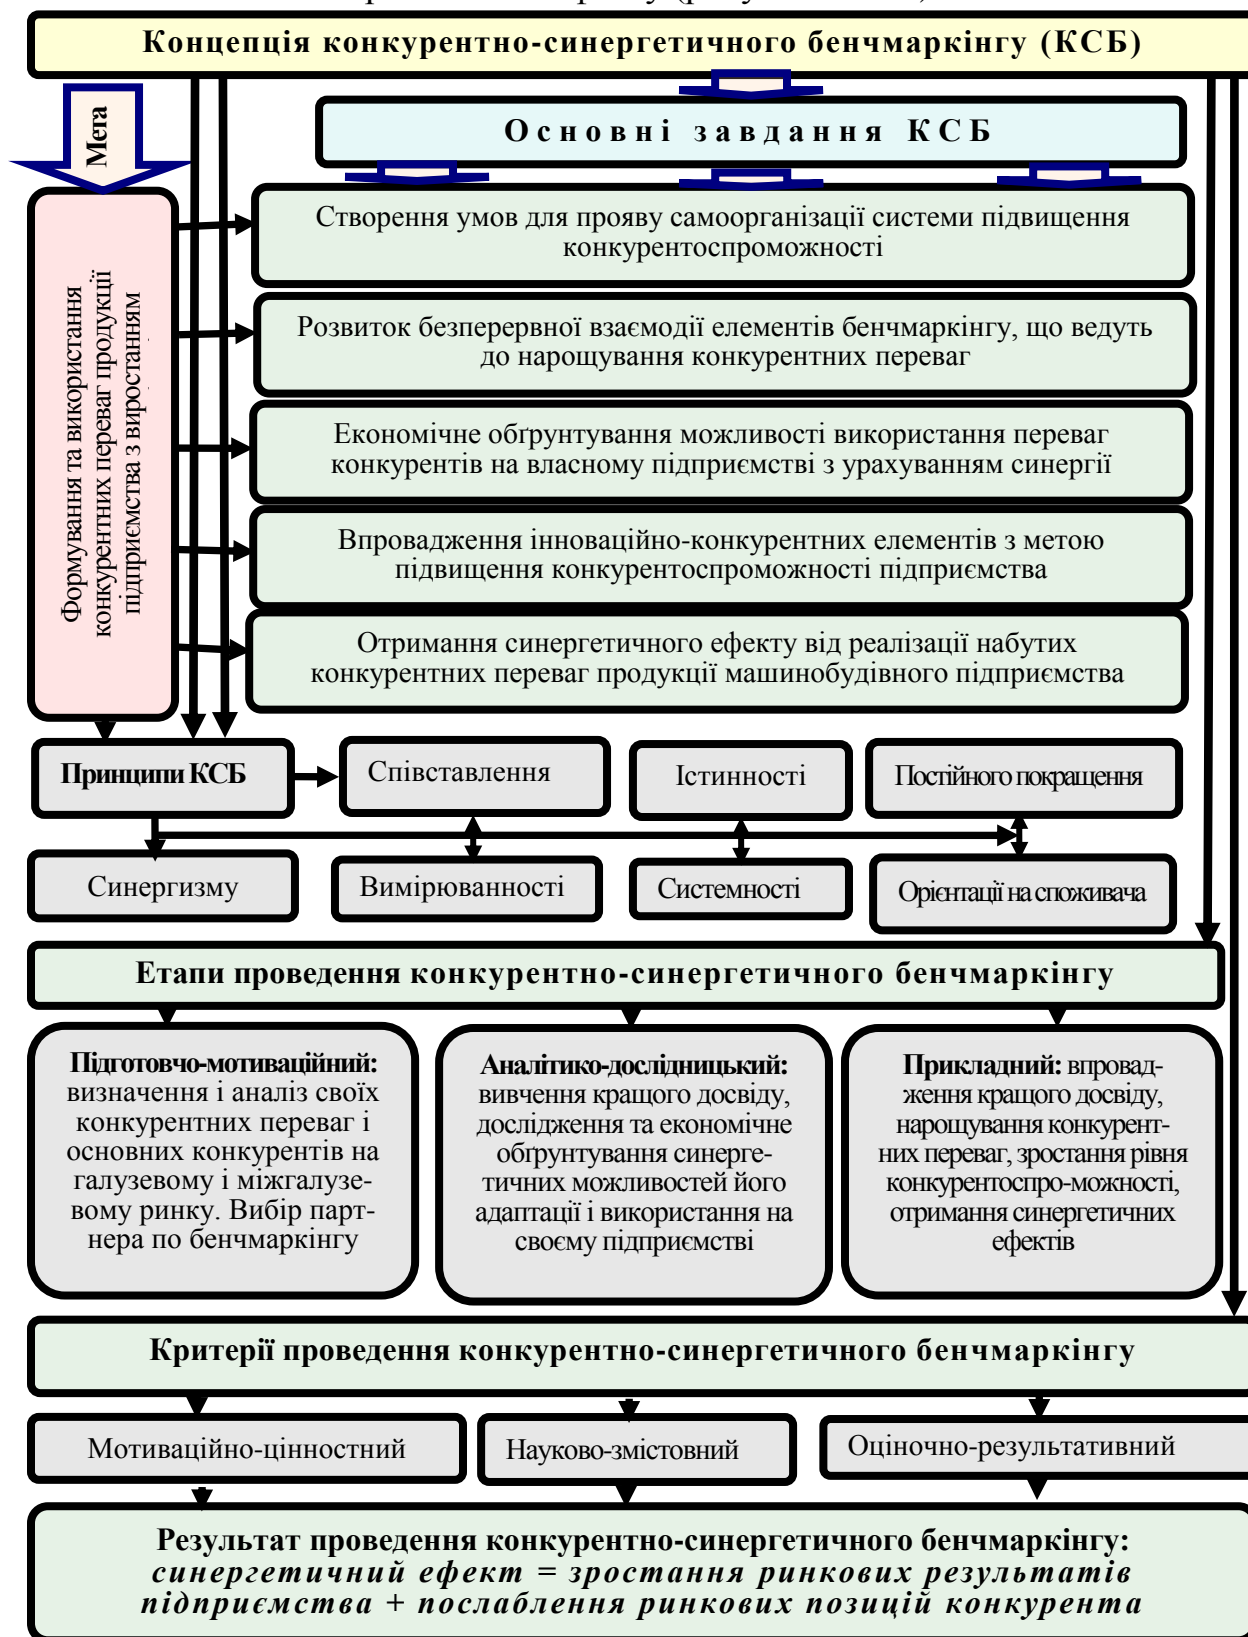 Концепція конкурентно-синергетичного бенчмаркінгу (КСБ)
Мета
Основні завдання КСБ
Формування та використання
конкурентних переваг продукції
підприємства з виростанням
Створення умов для прояву самоорганізації системи підвищення
конкурентоспроможності
Розвиток безперервної взаємодії елементів бенчмаркінгу, що ведуть
до нарощування конкурентних переваг
Економічне обґрунтування можливості використання переваг
конкурентів на власному підприємстві з урахуванням синергії
Впровадження інноваційно-конкурентних елементів з метою
підвищення конкурентоспроможності підприємства
Отримання синергетичного ефекту від реалізації набутих
конкурентних переваг продукції машинобудівного підприємства
Принципи КСБ
Співставлення
Істинності
Постійного покращення
Синергизму
Вимірюванності
Системності
Орієнтації на споживача
Етапи проведення конкурентно-синергетичного бенчмаркінгу
Підготовчо-мотиваційний:
визначення і аналіз своїх
конкурентних переваг і
основних конкурентів на
галузевому і міжгалузе-
вому ринку. Вибір парт-
нера по бенчмаркінгу
Аналітико-дослідницький:
вивчення кращого досвіду,
дослідження та економічне
обґрунтування синерге-
тичних можливостей його
адаптації і використання на
своєму підприємстві
Прикладний: впровад-
ження кращого досвіду,
нарощування конкурент-
них переваг, зростання рівня
конкурентоспро-можності,
отримання синергетичних
ефектів
Критерії проведення конкурентно-синергетичного бенчмаркінгу
Мотиваційно-ціннностний
Науково-змістовний
Оціночно-результативний
Результат проведення конкурентно-синергетичного бенчмаркінгу:
синергетичний ефект = зростання ринкових результатів
підприємства + послаблення ринкових позицій конкурента